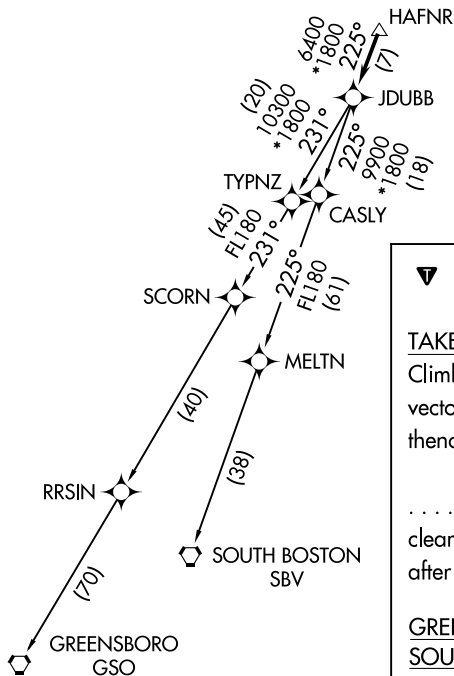 HAFNR
6400
*1800
225°
(7)
JDUBB
(20)
10300
*1800
231°
225°
9900
*1800
(18)
TYPNZ
CASLY
(45)
FL180
231°
225°
FL180
(61)
SCORN
MELTN
(40)
(38)
RRSIN
SOUTH BOSTON
SBV
(70)
GREENSBORO
GSO
T
TAKE
Climb
vecto
thenc
. . . .
clear
after
GREE
SOU